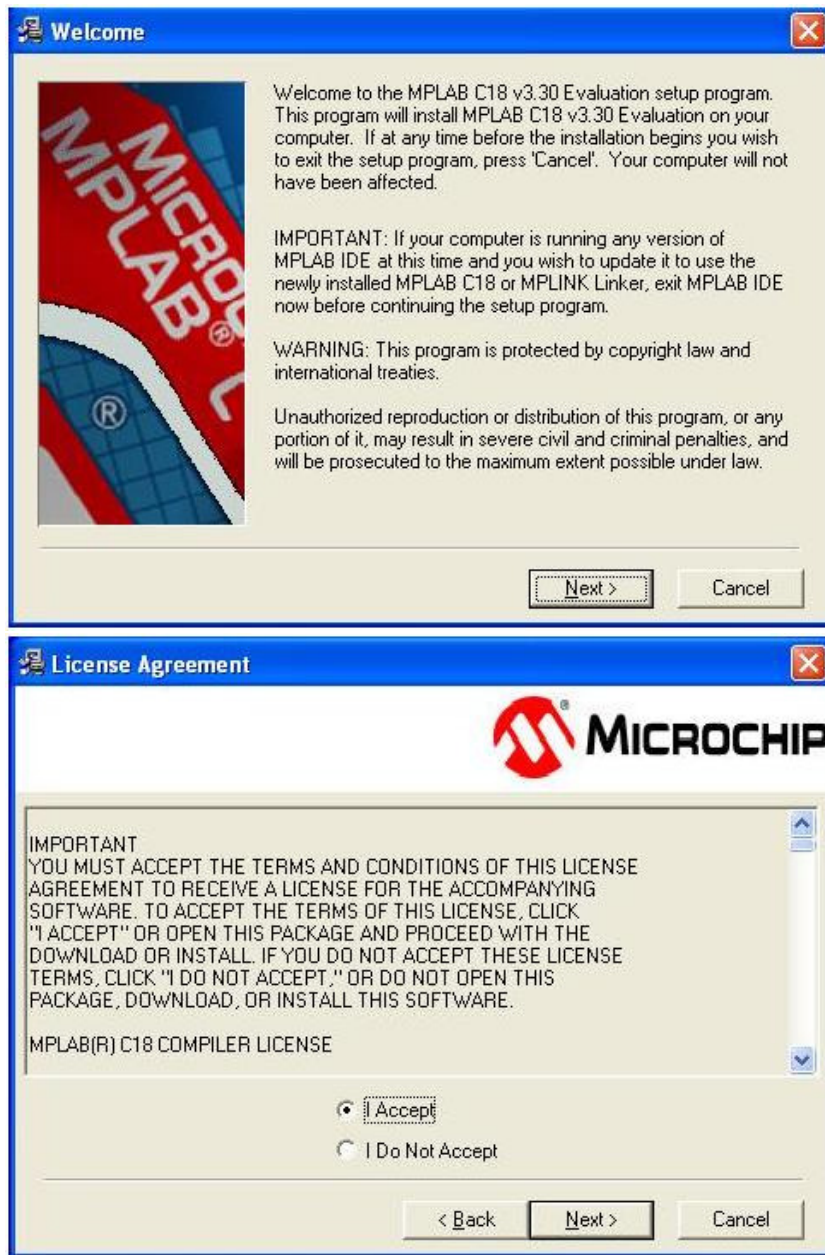 Welcome
MICROC
MPLAB® C
®
Welcome to the MPLAB C18 v3.30 Evaluation setup program.
This program will install MPLAB C18 v3.30 Evaluation on your
computer. If at any time before the installation begins you wish
to exit the setup program, press 'Cancel'. Your computer will not
have been affected.
IMPORTANT: If your computer is running any version of
MPLAB IDE at this time and you wish to update it to use the
newly installed MPLAB C18 or MPLINK Linker, exit MPLAB IDE
now before continuing the setup program.
WARNING: This program is protected by copyright law and
international treaties.
Unauthorized reproduction or distribution of this program, or any
portion of it, may result in severe civil and criminal penalties, and
will be prosecuted to the maximum extent possible under law.
Next >
Cancel
License Agreement
® MICROCHIP
IMPORTANT
YOU MUST ACCEPT THE TERMS AND CONDITIONS OF THIS LICENSE
AGREEMENT TO RECEIVE A LICENSE FOR THE ACCOMPANYING
SOFTWARE. TO ACCEPT THE TERMS OF THIS LICENSE, CLICK
"I ACCEPT" OR OPEN THIS PACKAGE AND PROCEED WITH THE
DOWNLOAD OR INSTALL. IF YOU DO NOT ACCEPT THESE LICENSE
TERMS, CLICK "I DO NOT ACCEPT," OR DO NOT OPEN THIS
PACKAGE, DOWNLOAD, OR INSTALL THIS SOFTWARE.
MPLAB(R) C18 COMPILER LICENSE
I Accept
I Do Not Accept
< Back
Next >
Cancel